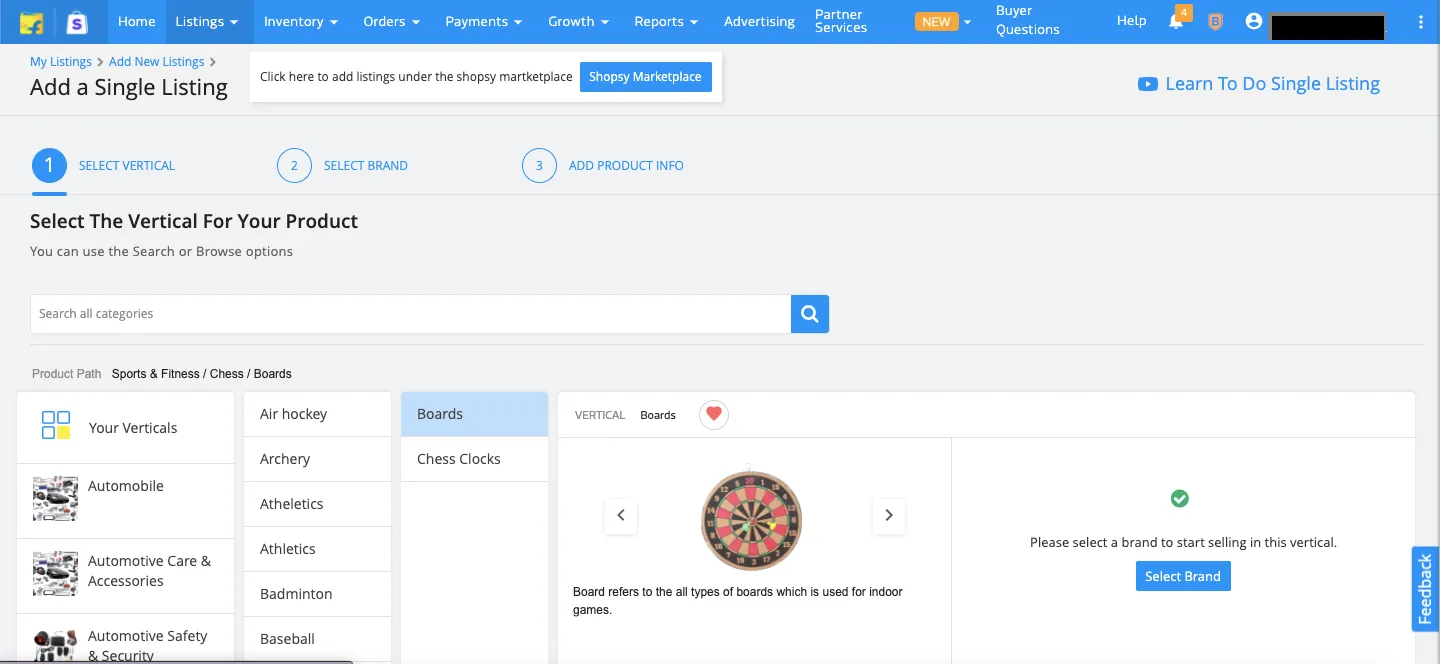 Home Listings Inventory Orders Payments Growth Reports Advertising Partner Services NEW Buyer Questions Help 4
My Listings > Add New Listings >
Add a Single Listing
Click here to add listings under the shopsy martketplace Shopsy Marketplace
Learn To Do Single Listing
1 SELECT VERTICAL 2 SELECT BRAND 3 ADD PRODUCT INFO
Select The Vertical For Your Product
You can use the Search or Browse options
Search all categories
Product Path Sports & Fitness / Chess / Boards
Your Verticals
Automobile
Automotive Care &
Accessories
Automotive Safety
& Security
Air hockey
Archery
Atheletics
Athletics
Badminton
Baseball
Boards
Chess Clocks
VERTICAL Boards
Board refers to the all types of boards which is used for indoor
games.
Please select a brand to start selling in this vertical.
Select Brand
Feedback